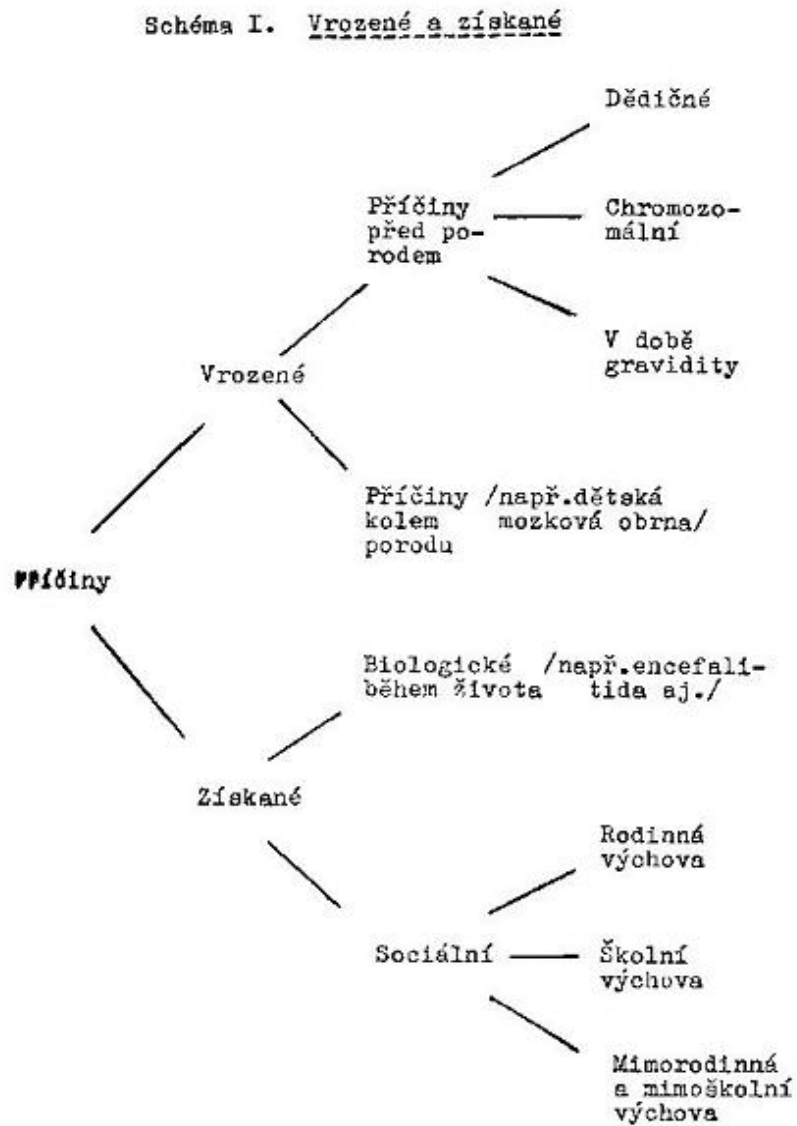 Schéma I. Vrozené a získané
Dědičné
Příčiny
před po-
rodem
Chromozo-
mální
V době
gravidity
Vrozené
Příčiny /např.dětská
kolem mozková obrna/
porodu
Příčiny
Biologické /např.encefali-
během života tida aj./
Získané
Rodinná
výchova
Sociální
Školní
výchova
Mimorodinná
a mimoškolní
výchova